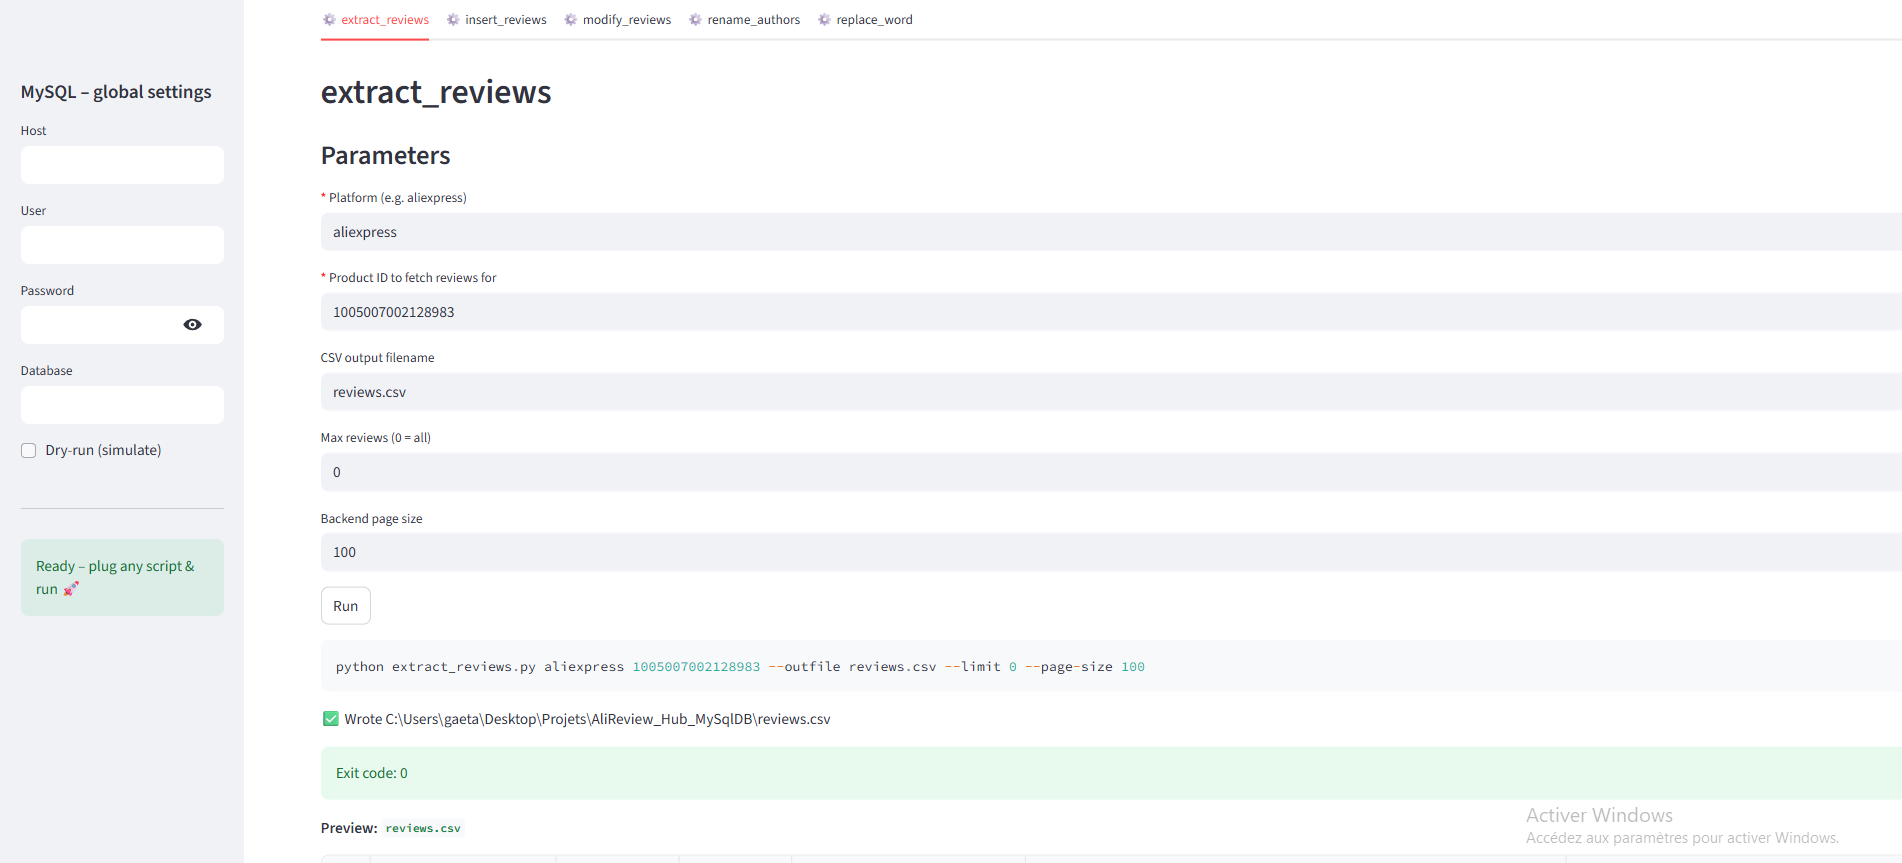 extract_reviews
insert_reviews
modify_reviews
rename_authors
replace_word
MySQL – global settings
Host
User
Password
Database
Dry-run (simulate)
Ready – plug any script &
run 🚀
extract_reviews
Parameters
* Platform (e.g. aliexpress)
aliexpress
* Product ID to fetch reviews for
1005007002128983
CSV output filename
reviews.csv
Max reviews (0 = all)
0
Backend page size
100
Run
python extract_reviews.py aliexpress 1005007002128983 --outfile reviews.csv --limit 0 --page-size 100
✅ Wrote C:\Users\gaeta\Desktop\Projets\AliReview_Hub_MySqlDB\reviews.csv
Exit code: 0
Preview: reviews.csv
Activer Windows
Accédez aux paramètres pour activer Windows.